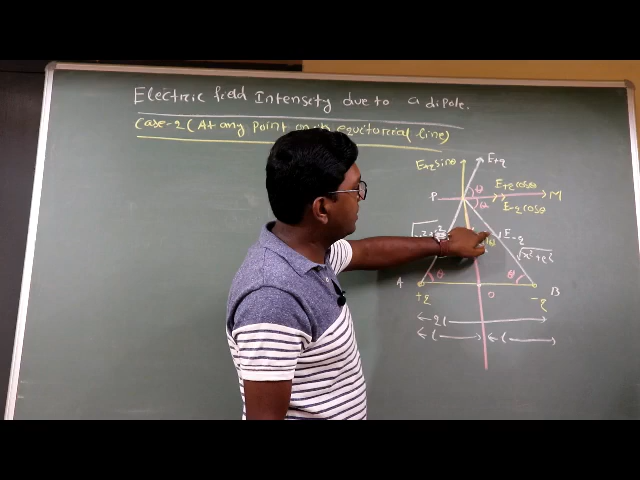 Electric field Intensity due to a dipole.
Case-2 (At any point on its equitorial line)
E+q sinθ
E+q
θ
E+q cosθ
P
M
θ
E-q cosθ
E-q
θ
√x²+l²
A
θ
θ
B
+q
O
-q
2l
l
l